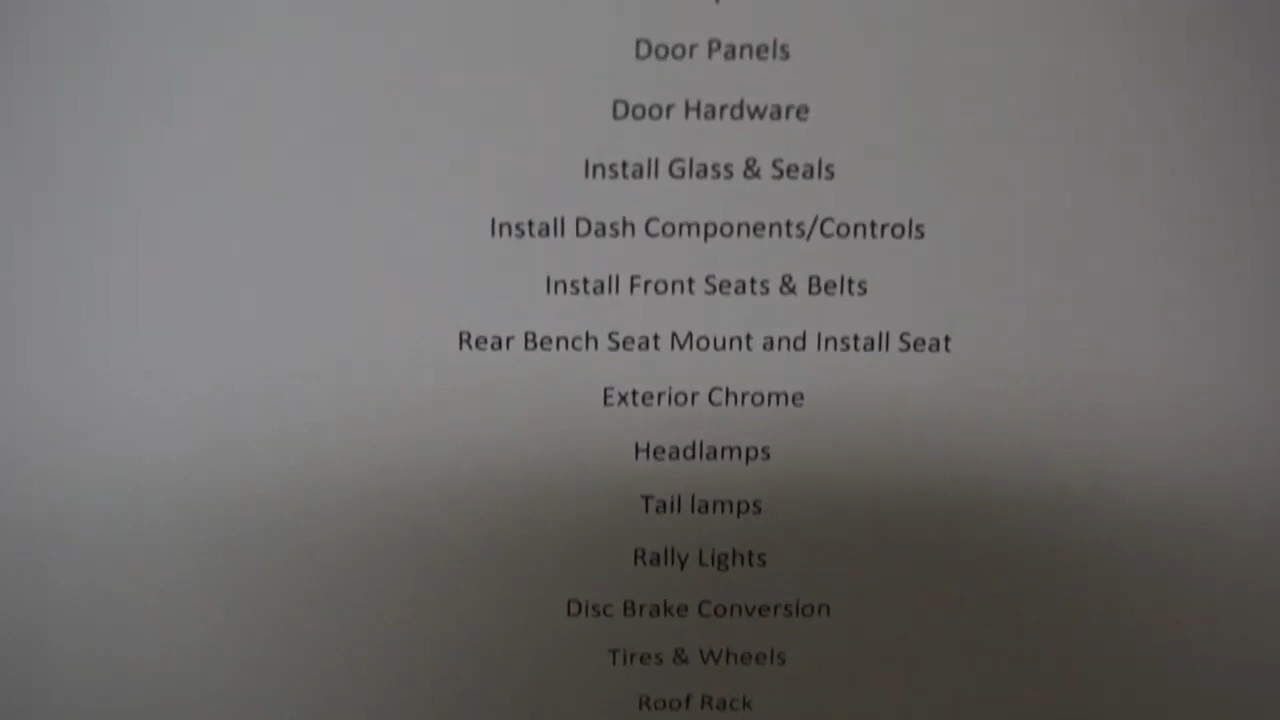 Door Panels
Door Hardware
Install Glass & Seals
Install Dash Components/Controls
Install Front Seats & Belts
Rear Bench Seat Mount and Install Seat
Exterior Chrome
Headlamps
Tail lamps
Rally Lights
Disc Brake Conversion
Tires & Wheels
Roof Rack